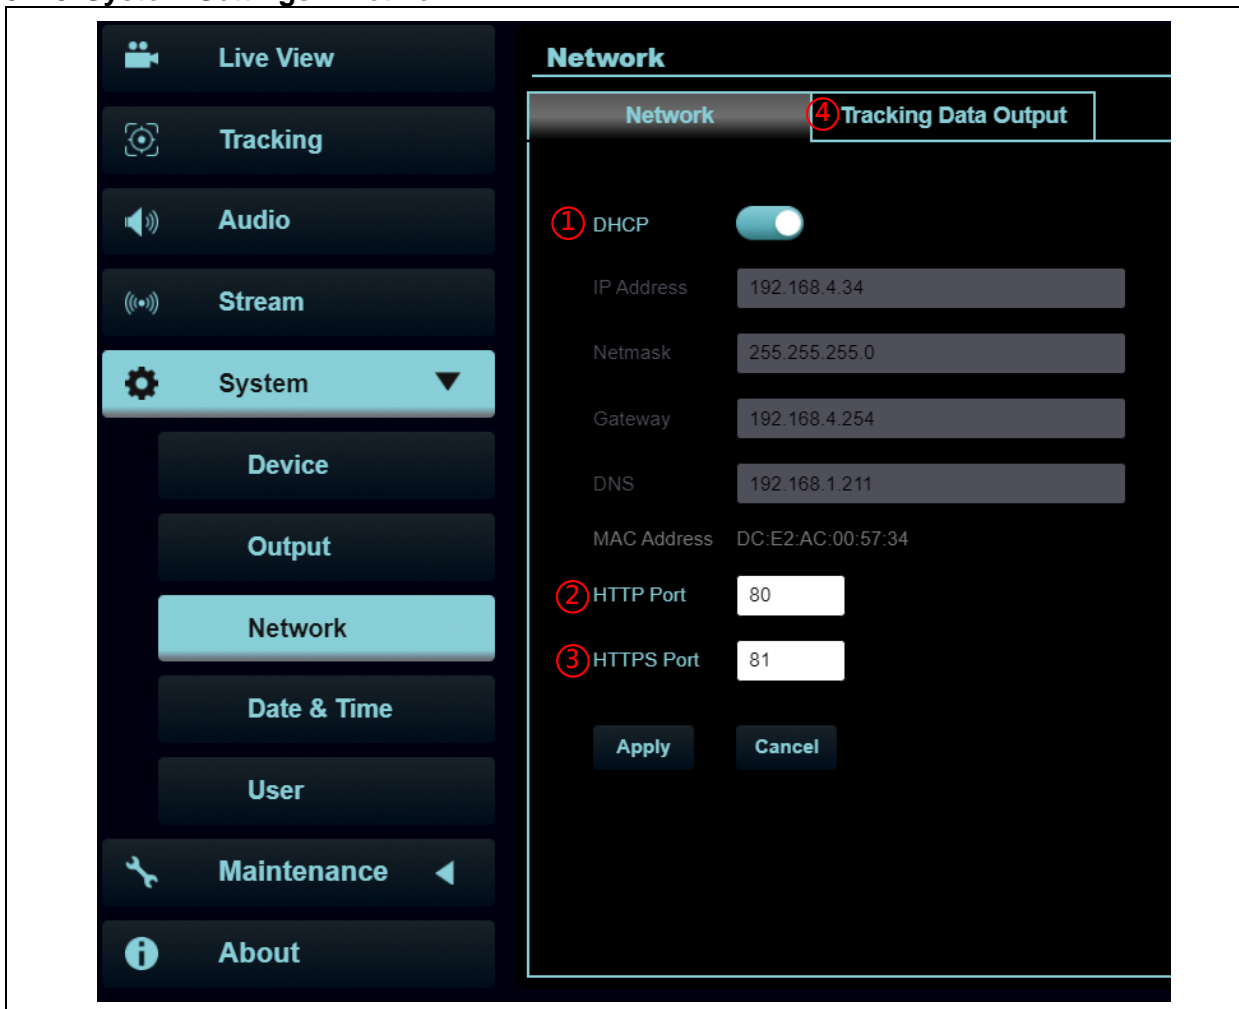 Live View
Tracking
Audio
Stream
System
Device
Output
Network
Date & Time
User
Maintenance
About
Network
Network
④ Tracking Data Output
① DHCP
IP Address 192.168.4.34
Netmask 255.255.255.0
Gateway 192.168.4.254
DNS 192.168.1.211
MAC Address DC:E2:AC:00:57:34
② HTTP Port 80
③ HTTPS Port 81
Apply Cancel